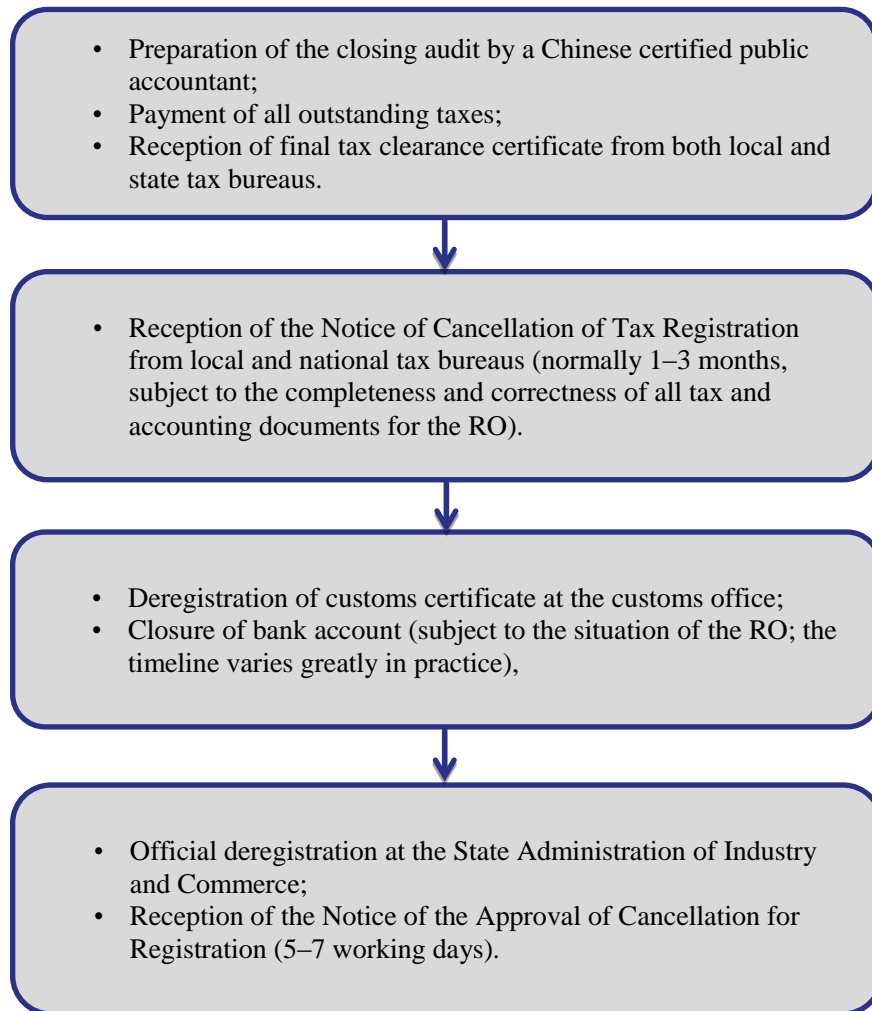 • Preparation of the closing audit by a Chinese certified public
accountant;
• Payment of all outstanding taxes;
• Reception of final tax clearance certificate from both local and
state tax bureaus.
• Reception of the Notice of Cancellation of Tax Registration
from local and national tax bureaus (normally 1–3 months,
subject to the completeness and correctness of all tax and
accounting documents for the RO).
• Deregistration of customs certificate at the customs office;
• Closure of bank account (subject to the situation of the RO; the
timeline varies greatly in practice),
• Official deregistration at the State Administration of Industry
and Commerce;
• Reception of the Notice of the Approval of Cancellation for
Registration (5–7 working days).